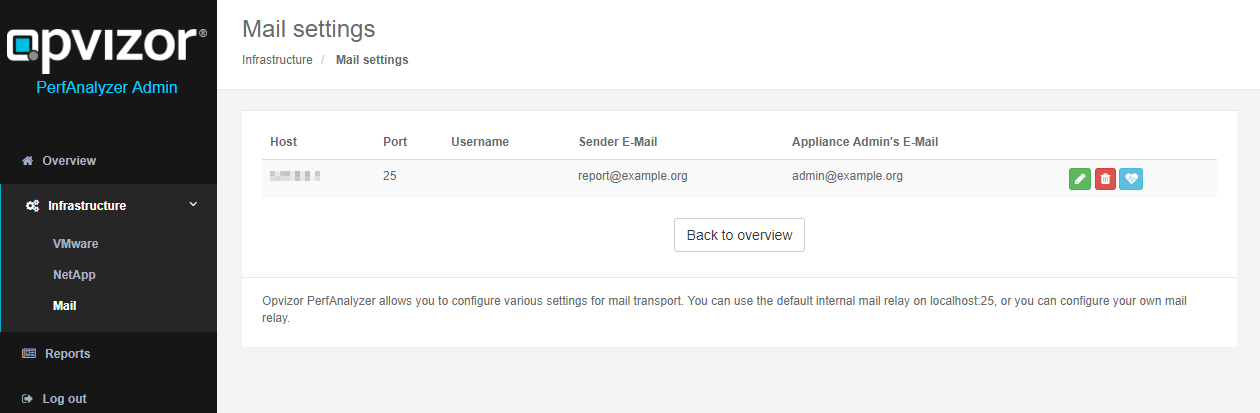 opvizor®
PerfAnalyzer Admin
Overview
Infrastructure
VMware
NetApp
Mail
Reports
Log out
Mail settings
Infrastructure / Mail settings
Host Port Username Sender E-Mail Appliance Admin's E-Mail
25 report@example.org admin@example.org
Back to overview
Opvizor PerfAnalyzer allows you to configure various settings for mail transport. You can use the default internal mail relay on localhost:25, or you can configure your own mail
relay.